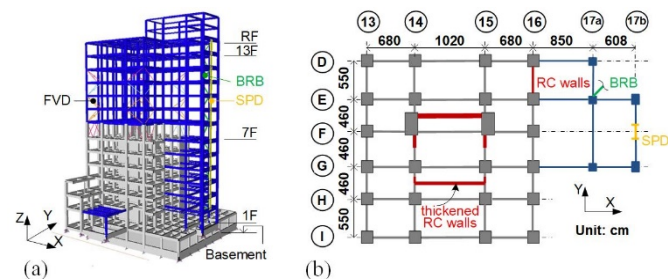 RF
13F
BRB
FVD
SPD
7F
1F
Basement
Z
Y
X
(a)
13 14 15 16 17a 17b
680 1020 680 850 608
D
550
RC walls
BRB
E
460
F
SPD
460
G
460
H
thickened
RC walls
550
I
Y
X
Unit: cm
(b)